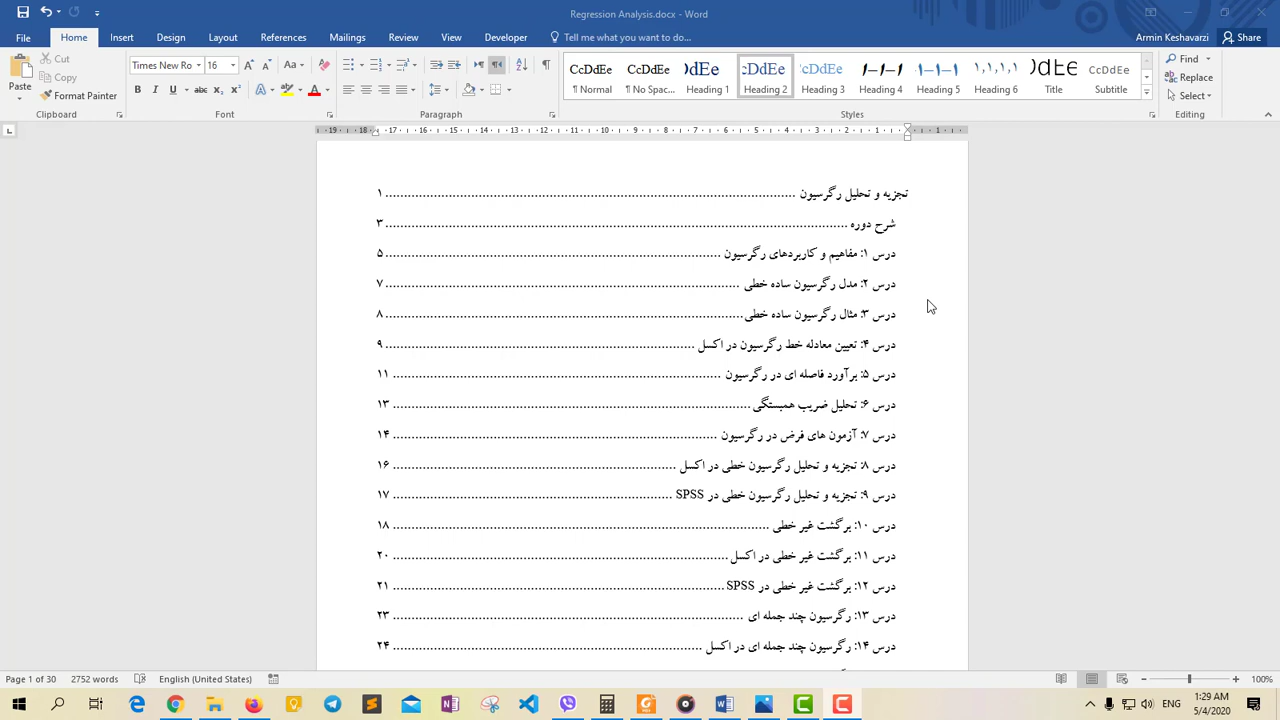 Regression Analysis.docx - Word
File Home Insert Design Layout References Mailings Review View Developer Tell me what you want to do... Armin Keshavarzi Share
Cut
Copy
Format Painter
Paste
Times New Ro 16
Clipboard Font Paragraph Styles Editing
CcDdEe CcDdEe
¶ Normal ¶ No Spac... Heading 1 Heading 2 Heading 3 Heading 4 Heading 5 Heading 6 Title Subtitle
Find
Replace
Select
تجزیه و تحلیل رگرسیون ۱
شرح دوره ۳
درس ۱: مفاهیم و کاربردهای رگرسیون ۵
درس ۲: مدل رگرسیون ساده خطی ۷
درس ۳: مثال رگرسیون ساده خطی ۸
درس ۴: تعیین معادله خط رگرسیون در اکسل ۹
درس ۵: برآورد فاصله ای در رگرسیون ۱۱
درس ۶: تحلیل ضریب همبستگی ۱۳
درس ۷: آزمون های فرض در رگرسیون ۱۴
درس ۸: تجزیه و تحلیل رگرسیون خطی در اکسل ۱۶
درس ۹: تجزیه و تحلیل رگرسیون خطی در SPSS ۱۷
درس ۱۰: برگشت غیر خطی ۱۸
درس ۱۱: برگشت غیر خطی در اکسل ۲۰
درس ۱۲: برگشت غیر خطی در SPSS ۲۱
درس ۱۳: رگرسیون چند جمله ای ۲۳
درس ۱۴: رگرسیون چند جمله ای در اکسل ۲۴
Page 1 of 30 2752 words English (United States) 100%
ENG
1:29 AM
5/4/2020